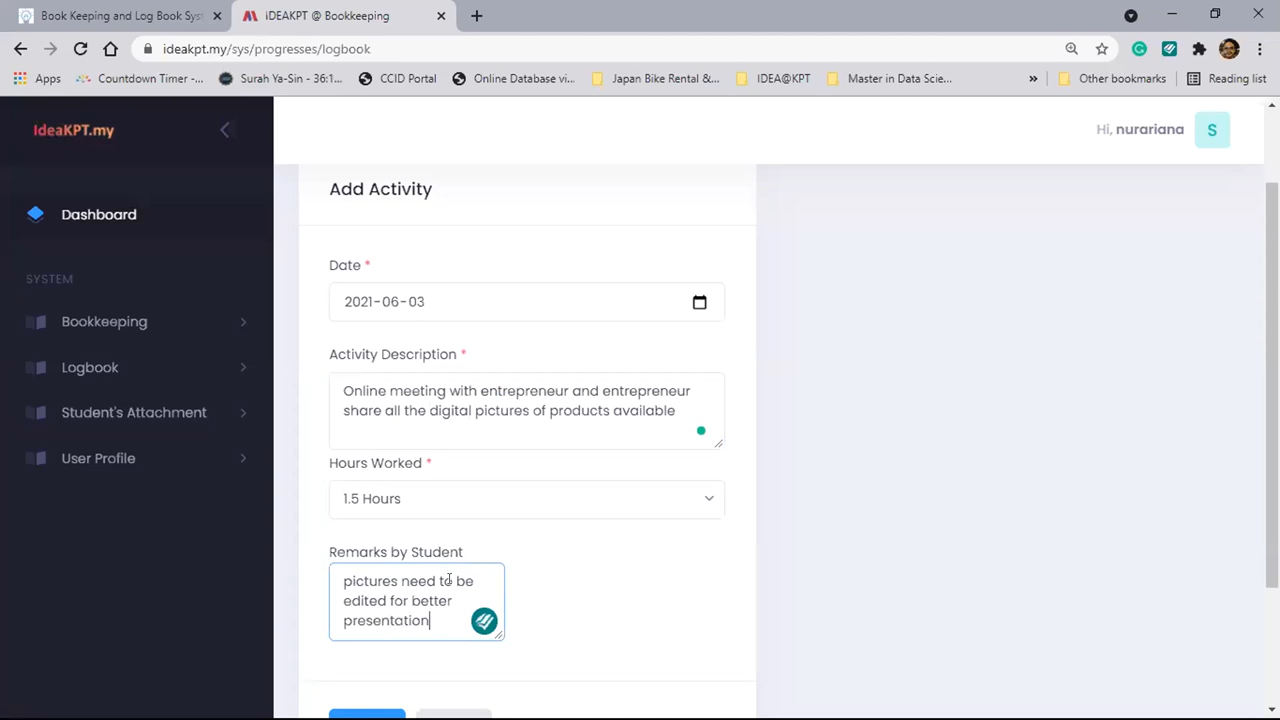 Book Keeping and Log Book Syst
iDEAKPT @ Bookkeeping
ideakpt.my/sys/progresses/logbook
Apps
Countdown Timer -...
Surah Ya-Sin - 36:1...
CCID Portal
Online Database vi...
Japan Bike Rental &...
IDEA@KPT
Master in Data Scie...
»
Other bookmarks
Reading list
IdeaKPT.my
Hi, nurariana
S
Dashboard
SYSTEM
Bookkeeping
Logbook
Student's Attachment
User Profile
Add Activity
Date *
2021-06-03
Activity Description *
Online meeting with entrepreneur and entrepreneur
share all the digital pictures of products available
Hours Worked *
1.5 Hours
Remarks by Student
pictures need to be
edited for better
presentation